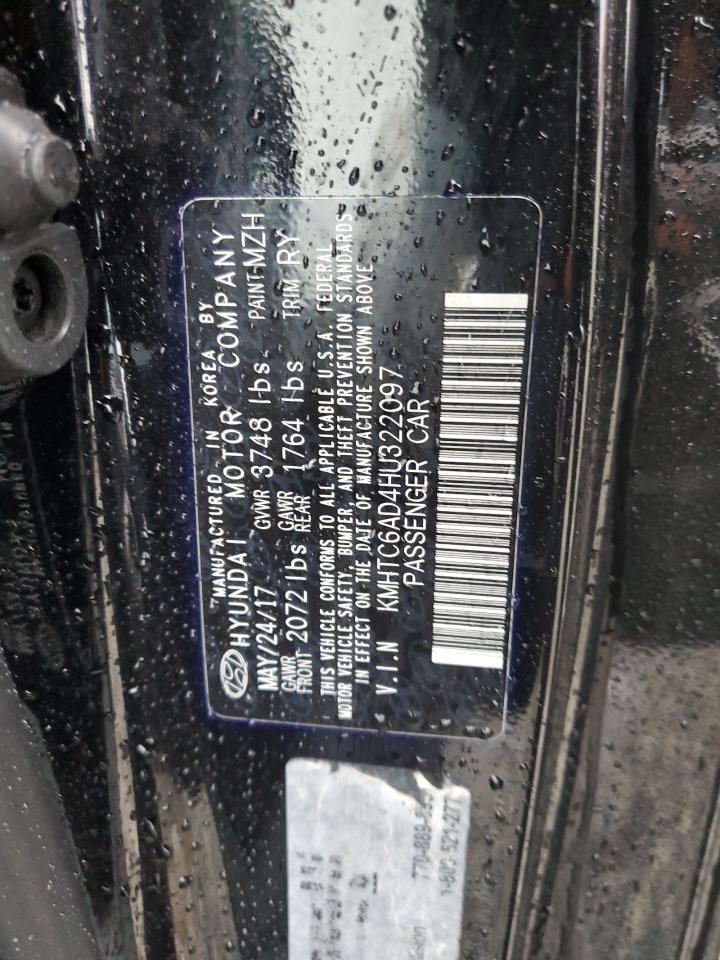 "MANUFACTURED IN KOREA BY
HYUNDAI MOTOR COMPANY
MAY/24/17 GVWR 3748 lbs PAINT-MZH
GAWR FRONT 2072 lbs GAWR REAR 1764 lbs TRIM RY
THIS VEHICLE CONFORMS TO ALL APPLICABLE U.S.A. FEDERAL
MOTOR VEHICLE SAFETY, BUMPER, AND THEFT PREVENTION STANDARDS
IN EFFECT ON THE DATE OF MANUFACTURE SHOWN ABOVE
V.I.N KMHTC6AD4HU322097
PASSENGER CAR